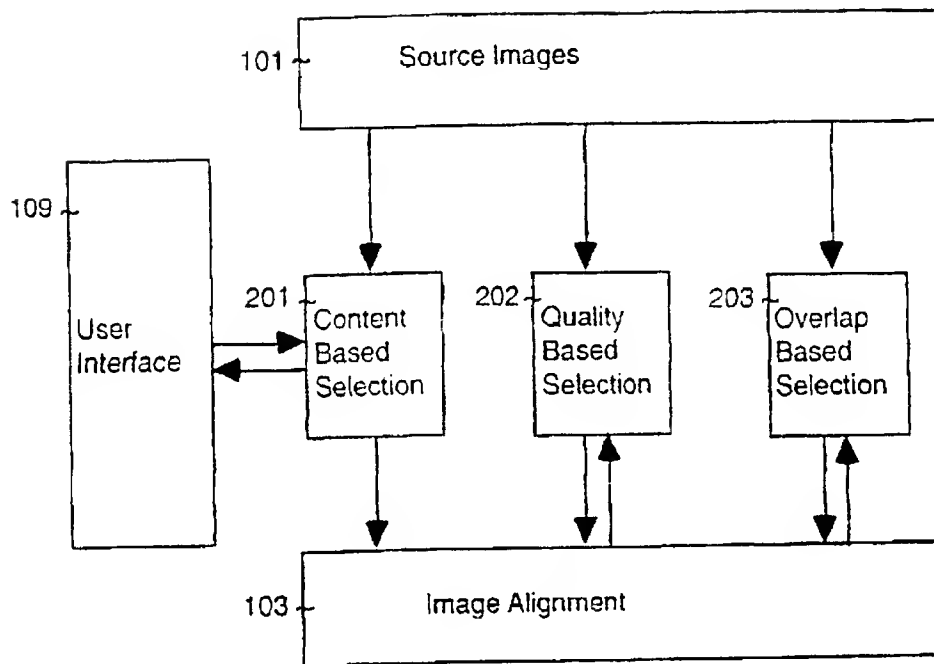 101 Source Images
109
User
Interface
201
Content
Based
Selection
202
Quality
Based
Selection
203
Overlap
Based
Selection
103 Image Alignment